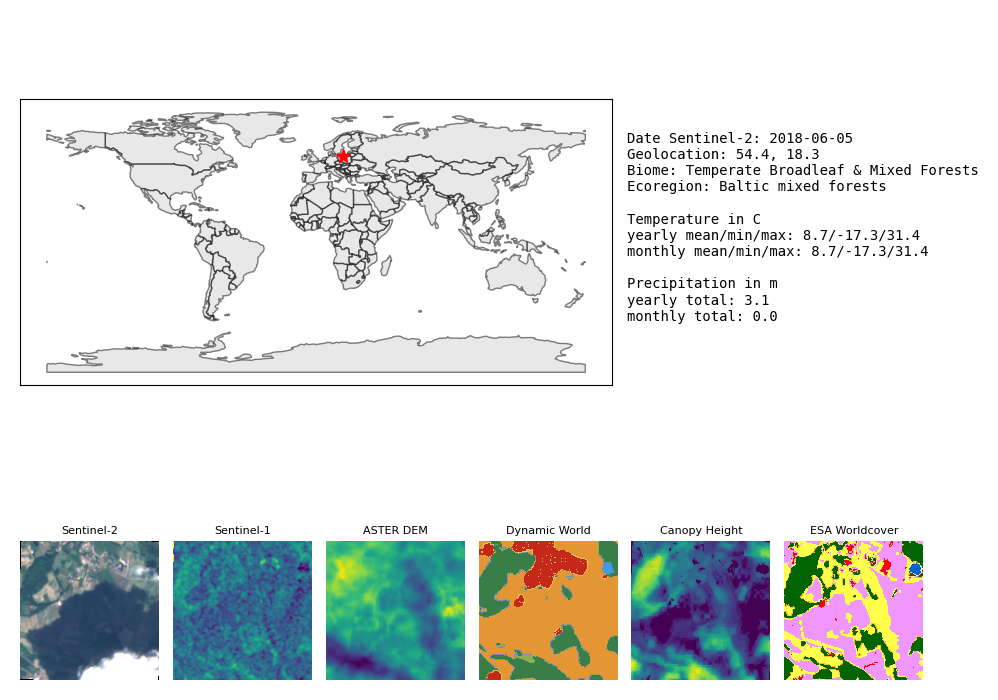 Date Sentinel-2: 2018-06-05
Geolocation: 54.4, 18.3
Biome: Temperate Broadleaf & Mixed Forests
Ecoregion: Baltic mixed forests
Temperature in C
yearly mean/min/max: 8.7/-17.3/31.4
monthly mean/min/max: 8.7/-17.3/31.4
Precipitation in m
yearly total: 3.1
monthly total: 0.0
Sentinel-2
Sentinel-1
ASTER DEM
Dynamic World
Canopy Height
ESA Worldcover